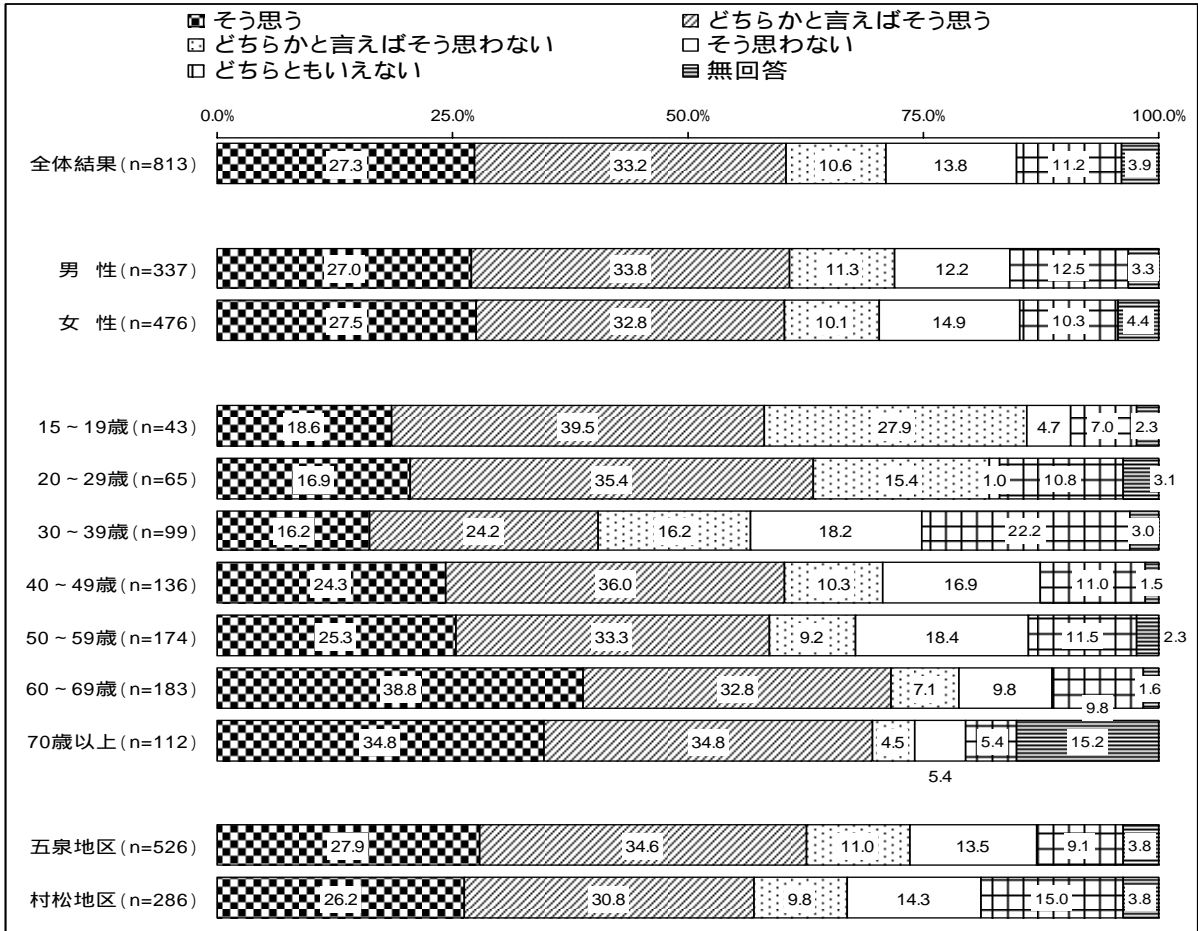 そう思う どちらかと言えばそう思う
どちらかと言えばそう思わない そう思わない
どちらともいえない 無回答
0.0% 25.0% 50.0% 75.0% 100.0%
全体結果(n=813) 27.3 33.2 10.6 13.8 11.2 3.9
男 性(n=337) 27.0 33.8 11.3 12.2 12.5 3.3
女 性(n=476) 27.5 32.8 10.1 14.9 10.3 4.4
15~19歳(n=43) 18.6 39.5 27.9 4.7 7.0 2.3
20~29歳(n=65) 16.9 35.4 15.4 1.0 10.8 3.1
30~39歳(n=99) 16.2 24.2 16.2 18.2 22.2 3.0
40~49歳(n=136) 24.3 36.0 10.3 16.9 11.0 1.5
50~59歳(n=174) 25.3 33.3 9.2 18.4 11.5 2.3
60~69歳(n=183) 38.8 32.8 7.1 9.8 9.8 1.6
70歳以上(n=112) 34.8 34.8 4.5 5.4 5.4 15.2
五泉地区(n=526) 27.9 34.6 11.0 13.5 9.1 3.8
村松地区(n=286) 26.2 30.8 9.8 14.3 15.0 3.8